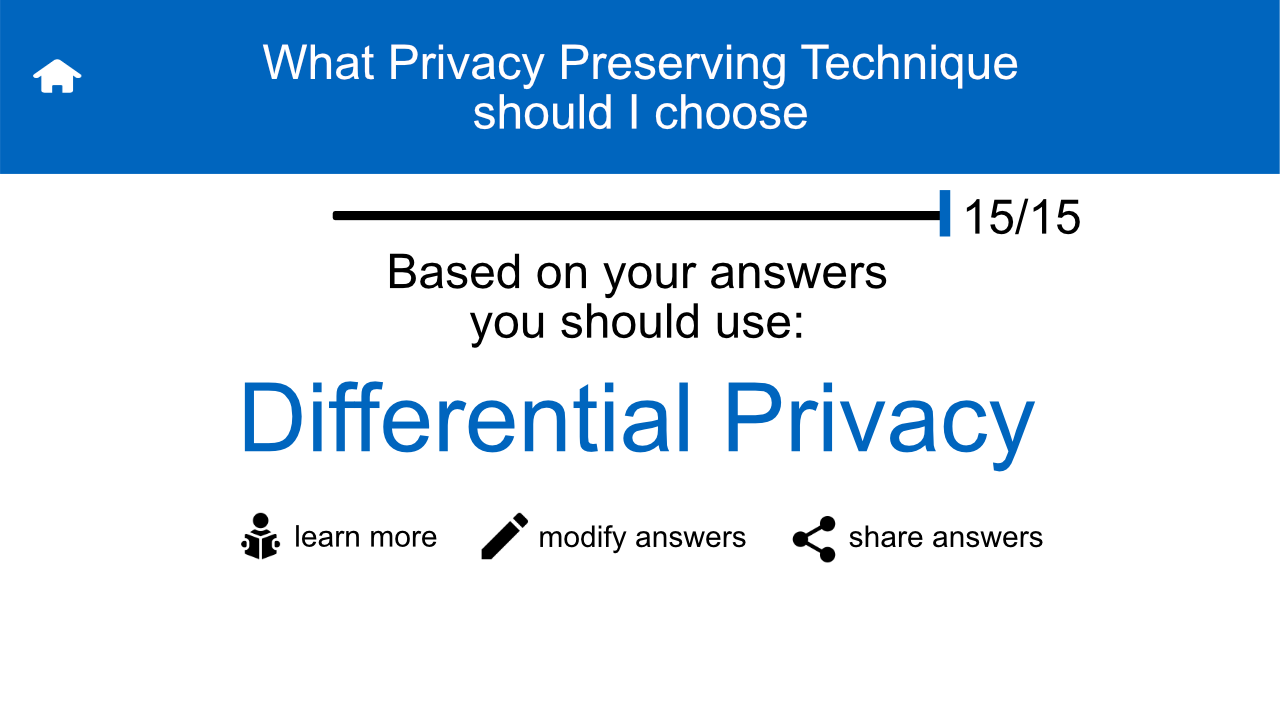 What Privacy Preserving Technique
should I choose
15/15
Based on your answers
you should use:
Differential Privacy
learn more
modify answers
share answers